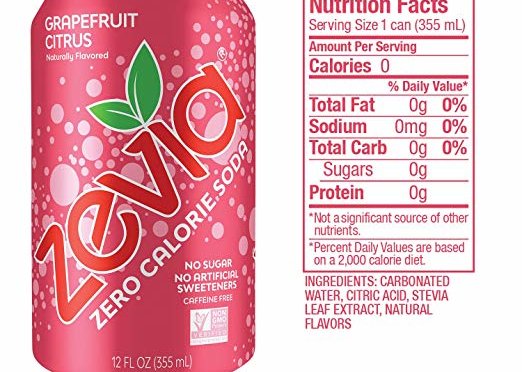 GRAPEFRUIT
CITRUS
Naturally Flavored
zevia
ZERO CALORIE SODA
NO SUGAR
NO ARTIFICIAL
SWEETENERS
CAFFEINE FREE
NON
GMO
VERIFIED
12 FL OZ (355 mL)
Nutrition Facts
Serving Size 1 can (355 mL)
Amount Per Serving
Calories 0
% Daily Value*
Total Fat 0g 0%
Sodium 0mg 0%
Total Carb 0g 0%
Sugars 0g
Protein 0g
*Not a significant source of other
nutrients.
*Percent Daily Values are based
on a 2,000 calorie diet.
INGREDIENTS: CARBONATED
WATER, CITRIC ACID, STEVIA
LEAF EXTRACT, NATURAL
FLAVORS